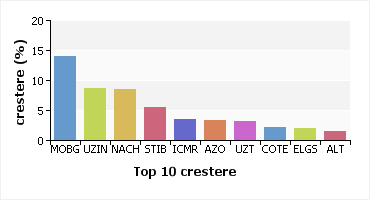 crestere (%)
20
15
10
5
0
MOBG UZIN NACH STIB ICMR AZO UZT COTE ELGS ALT
Top 10 crestere